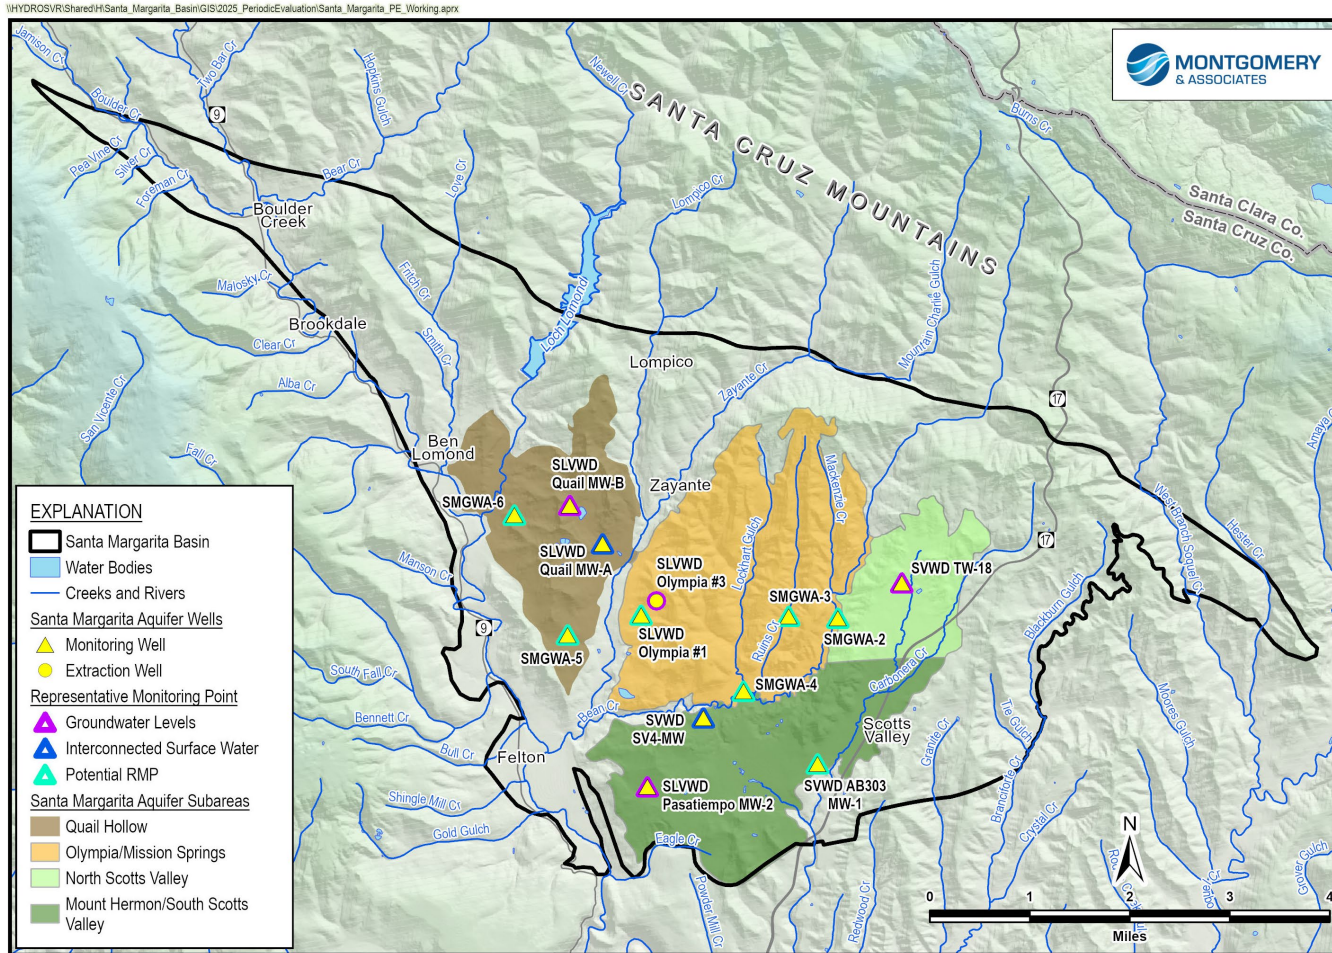 \\HYDROSVR\Shared\H\Santa_Margarita_Basin\GIS\2025_PeriodicEvaluation\Santa_Margarita_PE_Working.aprx
MONTGOMERY
& ASSOCIATES
Jamison Cr
Two Bar Cr
Hopkins Gulch
Newell Cr
Burns Cr
Boulder Cr
9
Pea Vine Cr
Silver Cr
Foreman Cr
Bear Cr
Love Cr
Lompico Cr
SANTA CRUZ MOUNTAINS
Santa Clara Co.
Santa Cruz Co.
Boulder
Creek
Malosky Cr
Fritch Cr
Loch Lomond
Mountain Charlie Gulch
Brookdale
Clear Cr
Smith Cr
Lompico
Zayante Cr
Alba Cr
San Vicente Cr
17
Amaya
Fall Cr
Ben
Lomond
SLVWD
Quail MW-B
Zayante
Mackenzie Cr
West Branch Soquel Cr
Hester Cr
SMGWA-6
SLVWD
Quail MW-A
Lockhart Gulch
17
Manson Cr
SLVWD
Olympia #3
SVWD TW-18
Blackburn Gulch
SMGWA-3
SMGWA-2
9
SMGWA-5
SLVWD
Olympia #1
Ruins Cr
Carbonera Cr
South Fall Cr
SMGWA-4
Bean Cr
Bennett Cr
SVWD
SV4-MW
Scotts
Valley
Tie Gulch
Granite Cr
Moores Gulch
Bull Cr
Felton
SLVWD
Pasatiempo MW-2
SVWD AB303
MW-1
Branciforte Cr
Crystal Cr
Shingle Mill Cr
Gold Gulch
Eagle Cr
Powder Mill Cr
Redwood Cr
Grover Gulch
EXPLANATION
Santa Margarita Basin
Water Bodies
Creeks and Rivers
Santa Margarita Aquifer Wells
Monitoring Well
Extraction Well
Representative Monitoring Point
Groundwater Levels
Interconnected Surface Water
Potential RMP
Santa Margarita Aquifer Subareas
Quail Hollow
Olympia/Mission Springs
North Scotts Valley
Mount Hermon/South Scotts
Valley
N
0 1 2 3 4
Miles